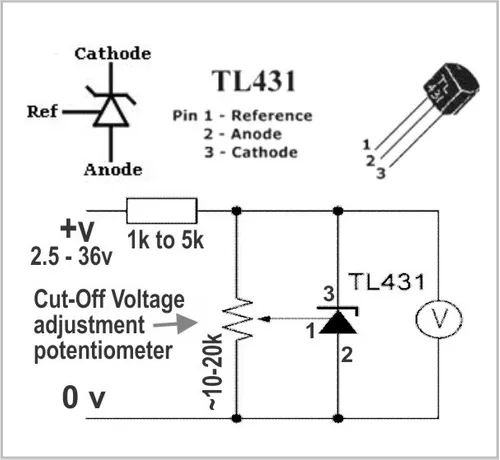 Cathode
Ref
Anode
TL431
Pin 1 - Reference
2 - Anode
3 - Cathode
TL
431
1
2
3
+v
2.5 - 36v
1k to 5k
Cut-Off Voltage
adjustment
potentiometer
~10-20k
3
TL431
1
2
V
0 v